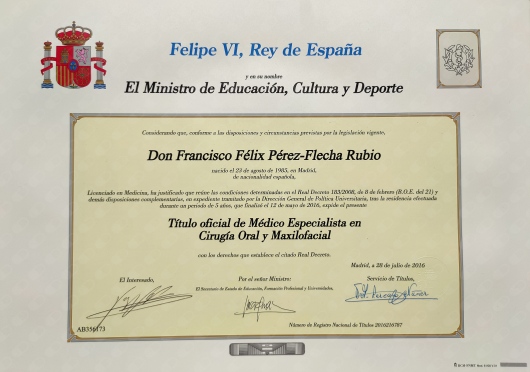 Felipe VI, Rey de España
y en su nombre
El Ministro de Educación, Cultura y Deporte
Considerando que, conforme a las disposiciones y circunstancias previstas por la legislación vigente,
Don Francisco Félix Pérez-Flecha Rubio
nacido el 23 de agosto de 1985, en Madrid,
de nacionalidad española,
Licenciado en Medicina, ha justificado que reúne las condiciones determinadas en el Real Decreto 183/2008, de 8 de febrero (B.O.E. del 21) y
demás disposiciones complementarias, en expediente tramitado por la Dirección General de Política Universitaria, tras la residencia efectuada
durante un período de 5 años, que finalizó el 12 de mayo de 2016, expide el presente
Título oficial de Médico Especialista en
Cirugía Oral y Maxilofacial
con los derechos que establece el citado Real Decreto.
Madrid, a 28 de julio de 2016
El Interesado,
Por el señor Ministro:
Servicio de Títulos,
El Secretario de Estado de Educación, Formación Profesional y Universidades,
AB356173
Número de Registro Nacional de Títulos 2016216787